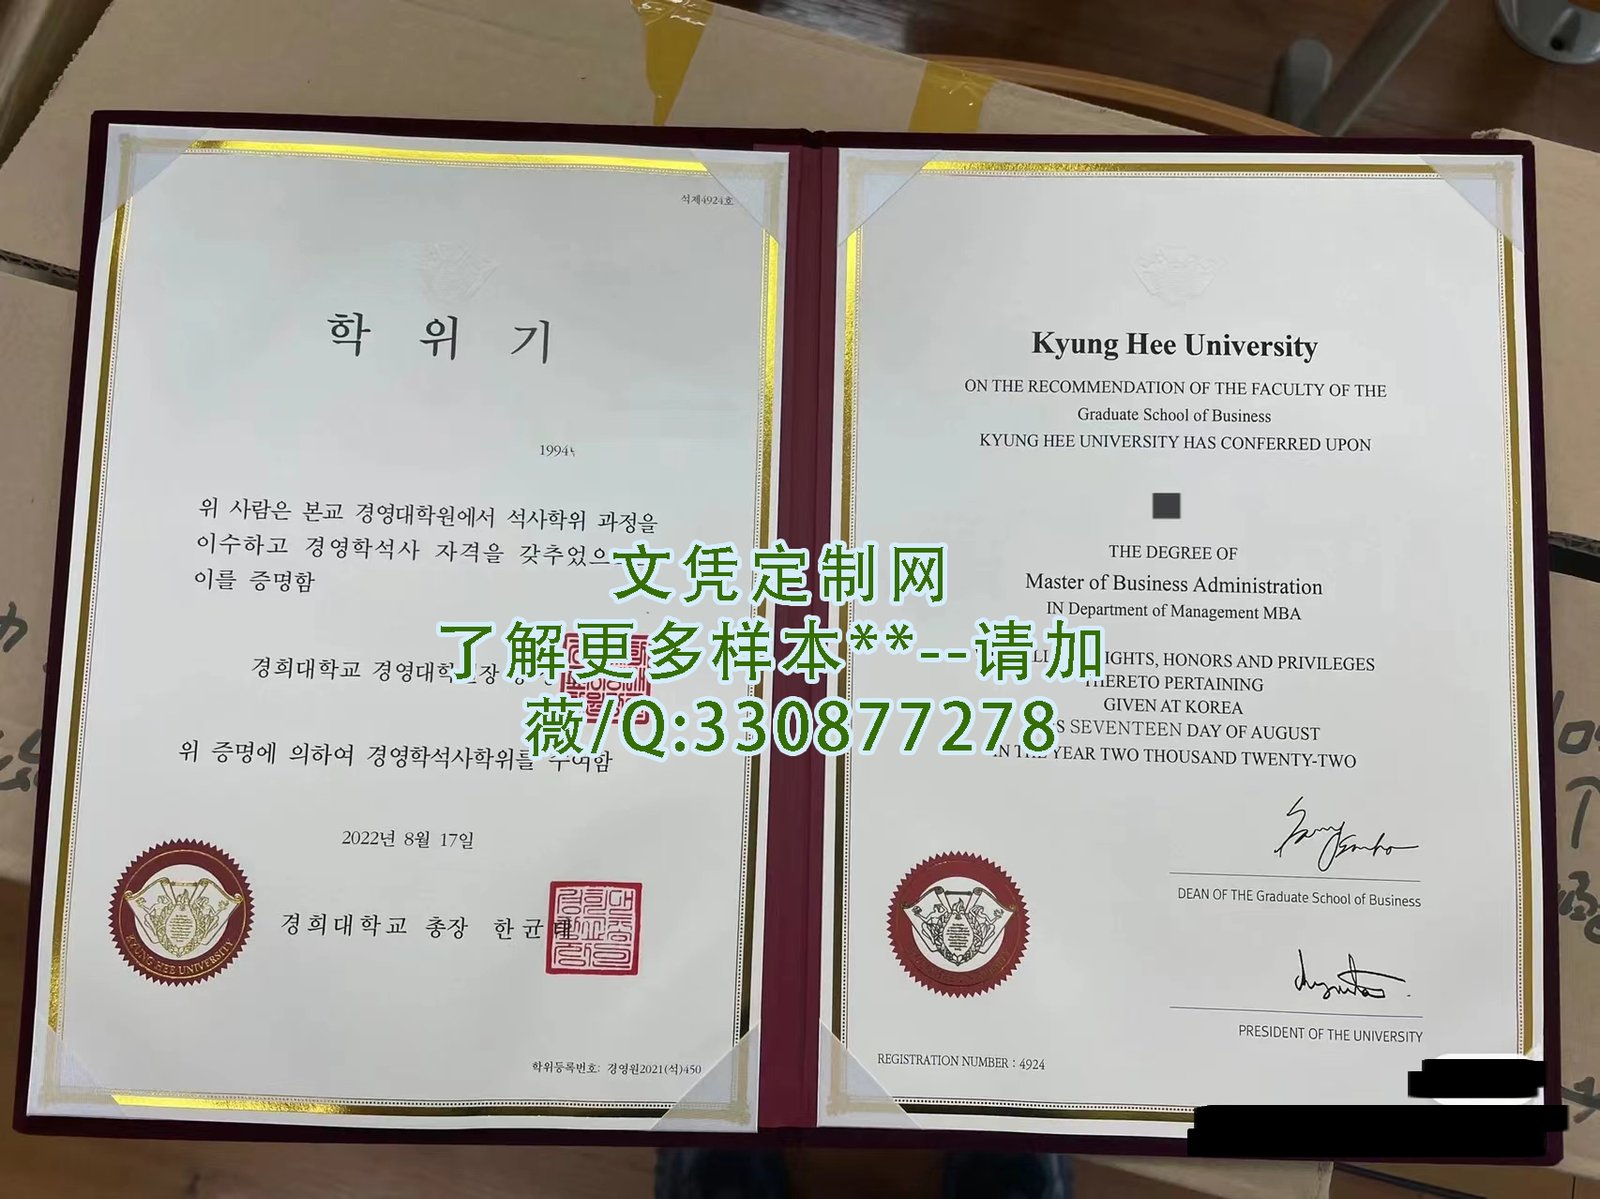 석제4924호
학 위 기
1994
위 사람은 본교 경영대학원에서 석사학위 과정을
이수하고 경영학석사 자격을 갖추었으
이를 증명함
경희대학교 경영대학
장
위 증명에 의하여 경영학석사학위를 수여함
2022년 8월 17일
경희대학교 총장 한균태
KYUNG HEE UNIVERSITY
학위등록번호: 경영원2021(석)450
Kyung Hee University
ON THE RECOMMENDATION OF THE FACULTY OF THE
Graduate School of Business
KYUNG HEE UNIVERSITY HAS CONFERRED UPON
THE DEGREE OF
Master of Business Administration
IN Department of Management MBA
RIGHTS, HONORS AND PRIVILEGES
THERETO PERTAINING
GIVEN AT KOREA
SEVENTEEN DAY OF AUGUST
IN THE YEAR TWO THOUSAND TWENTY-TWO
DEAN OF THE Graduate School of Business
PRESIDENT OF THE UNIVERSITY
REGISTRATION NUMBER : 4924
文凭定制网
了解更多样本**--请加
薇/Q:330877278